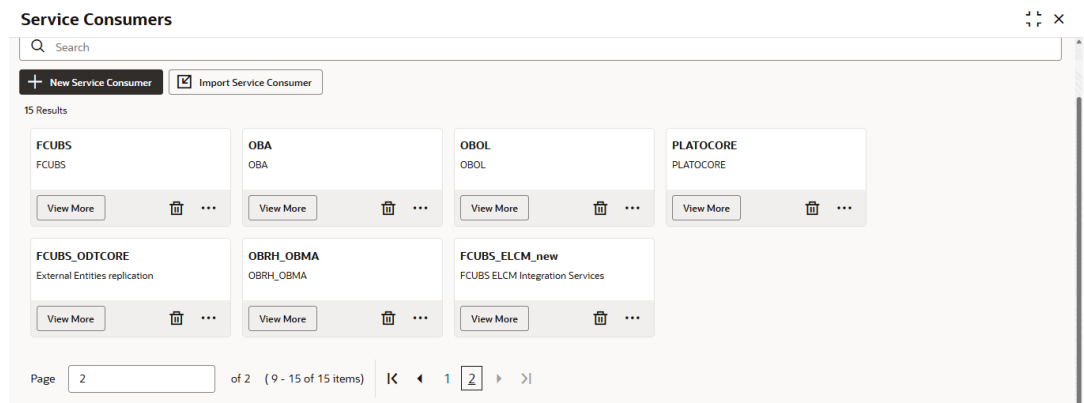 Service Consumers
Search
New Service Consumer Import Service Consumer
15 Results
FCUBS OBA OBOL PLATOCORE
FCUBS OBA OBOL PLATOCORE
View More View More View More View More
FCUBS_ODTCORE OBRH_OBMA FCUBS_ELCM_new
External Entities replication OBRH_OBMA FCUBS ELCM Integration Services
View More View More View More
Page 2 of 2 (9 - 15 of 15 items) 1 2